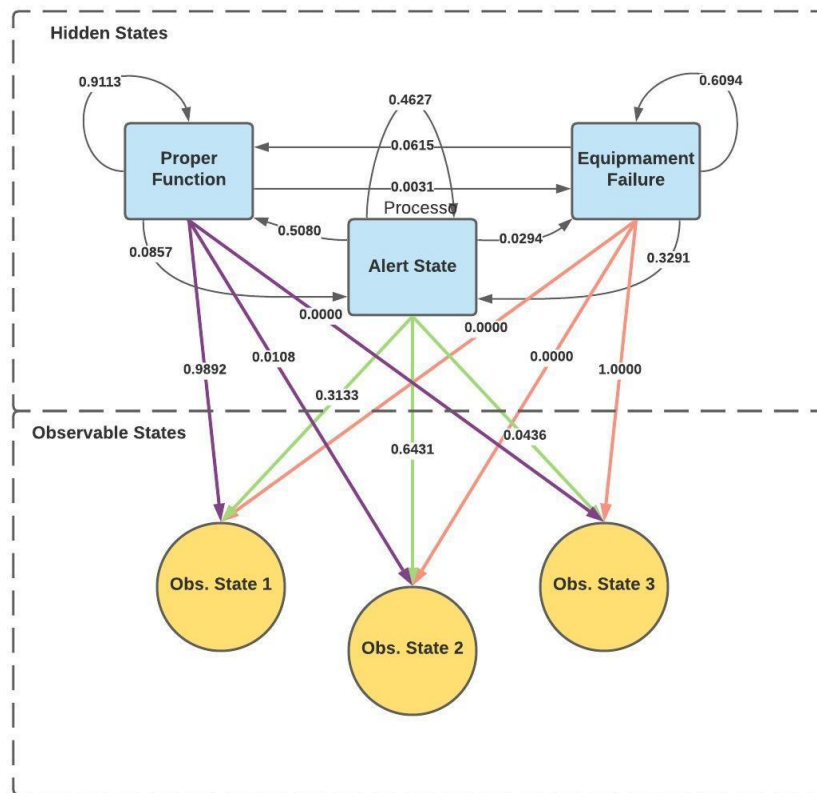 Hidden States
0.9113
0.4627
0.6094
Proper
Function
0.0615
Equipmament
Failure
0.0031
Processo
0.5080
0.0294
0.0857
Alert State
0.3291
0.0000
0.0000
0.9892
0.0108
0.0000
1.0000
0.3133
Observable States
0.0436
0.6431
Obs. State 1
Obs. State 3
Obs. State 2